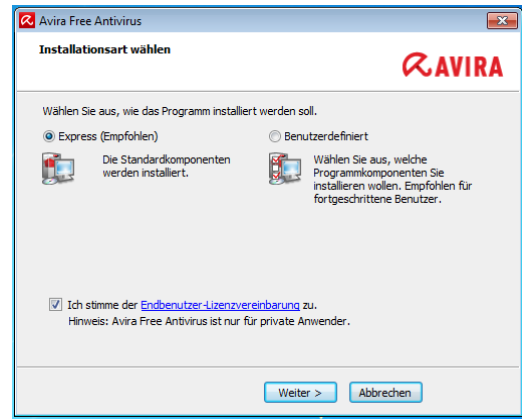 Avira Free Antivirus
Installationsart wählen
AVIRA
Wählen Sie aus, wie das Programm installiert werden soll.
Express (Empfohlen)
Die Standardkomponenten
werden installiert.
Benutzerdefiniert
Wählen Sie aus, welche
Programmkomponenten Sie
installieren wollen. Empfohlen für
fortgeschrittene Benutzer.
Ich stimme der Endbenutzer-Lizenzvereinbarung zu.
Hinweis: Avira Free Antivirus ist nur für private Anwender.
Weiter >
Abbrechen